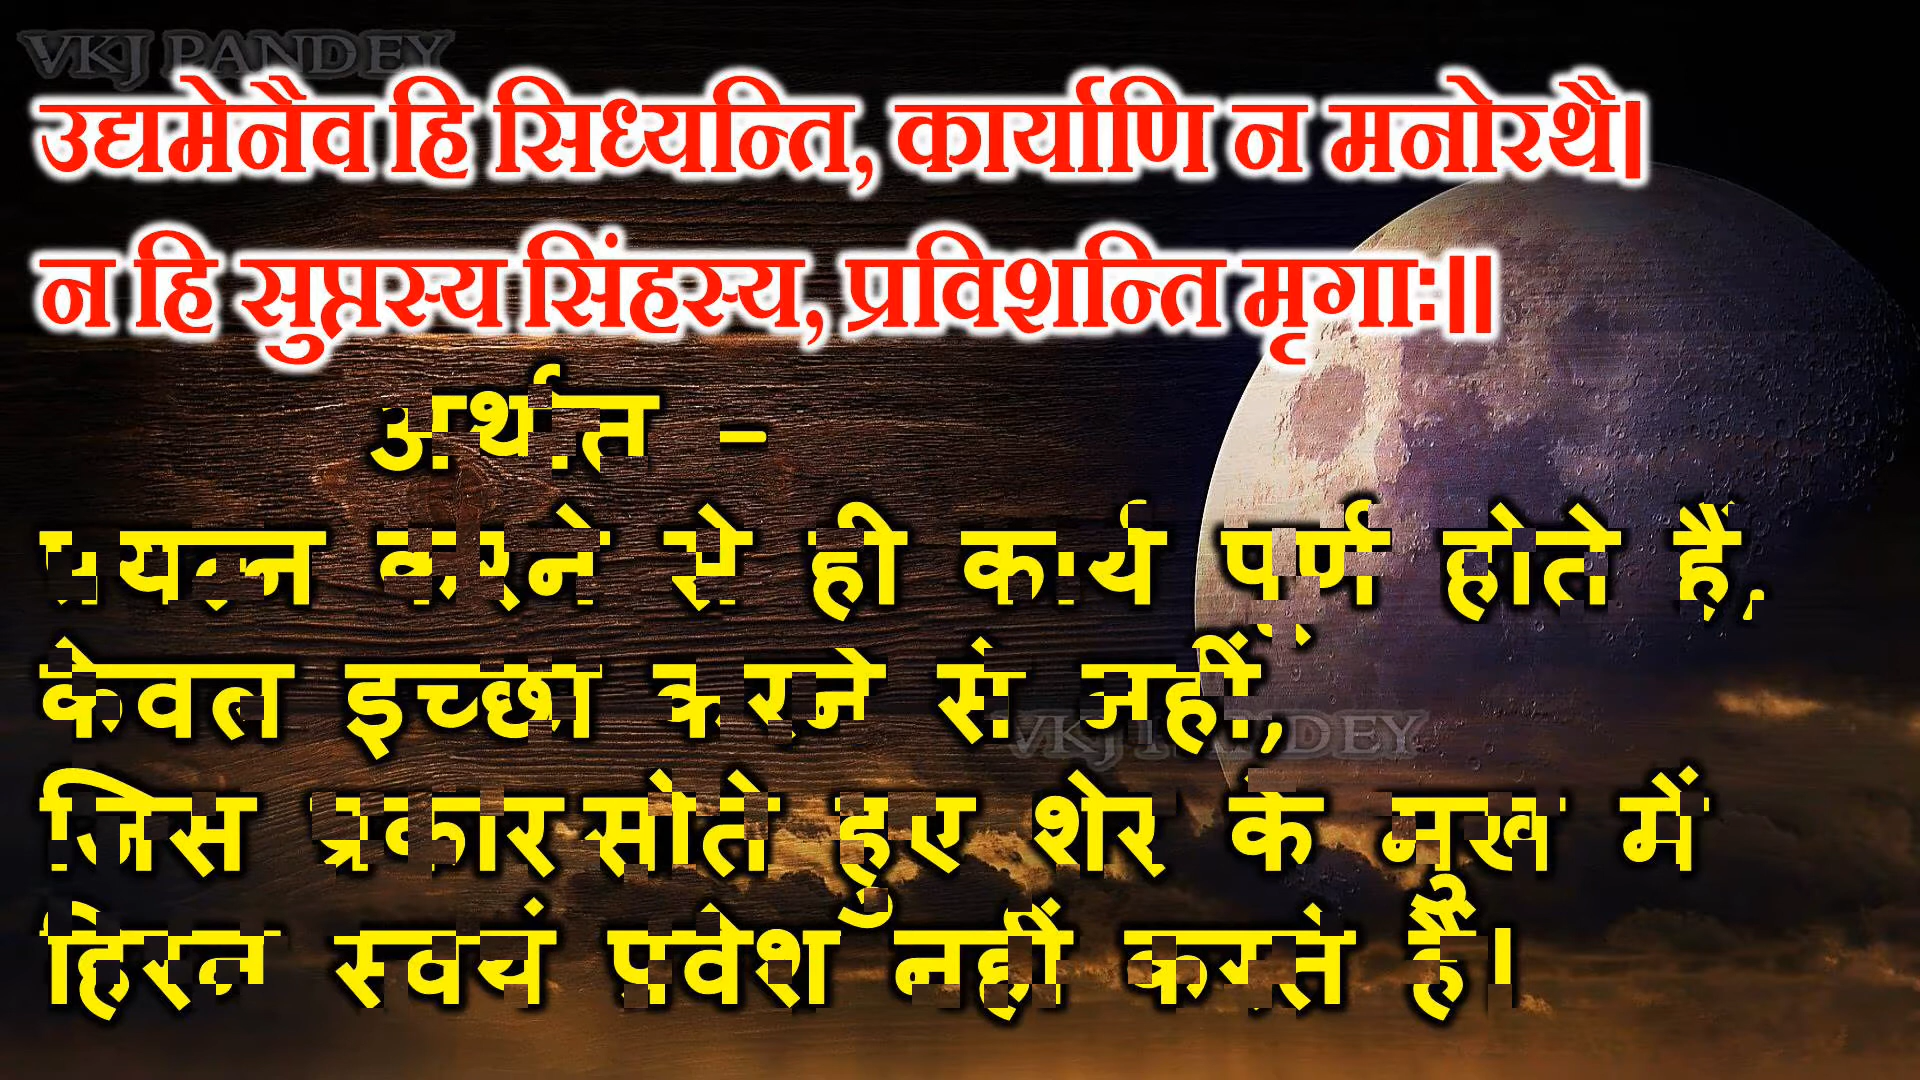 VKJ PANDEY
उद्यमेनैव हि सिध्यन्ति, कार्याणि न मनोरथै।
न हि सुप्तस्य सिंहस्य, प्रविशन्ति मृगाः॥
अर्थात -
प्रयत्न करने से ही कार्य पूर्ण होते हैं,
केवल इच्छा करने से नहीं,
VKJ PANDEY
जिस प्रकार सोते हुए शेर के मुख में
हिरन स्वयं प्रवेश नहीं करते हैं।